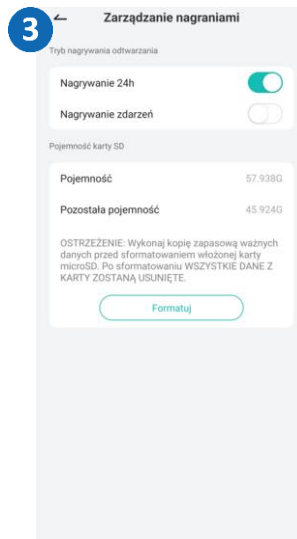 3
Zarządzanie nagraniami
Tryb nagrywania odtwarzania
Nagrywanie 24h
Nagrywanie zdarzeń
Pojemność karty SD
Pojemność 57.938G
Pozostała pojemność 45.924G
OSTRZEŻENIE: Wykonaj kopię zapasową ważnych
danych przed sformatowaniem włożonej karty
microSD. Po sformatowaniu WSZYSTKIE DANE Z
KARTY ZOSTANĄ USUNIĘTE.
Formatuj